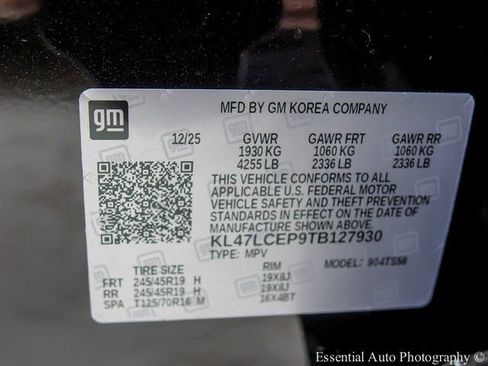 gm
MFD BY GM KOREA COMPANY
12/25 GVWR GAWR FRT GAWR RR
1930 KG 1060 KG 1060 KG
4255 LB 2336 LB 2336 LB
THIS VEHICLE CONFORMS TO ALL
APPLICABLE U.S. FEDERAL MOTOR
VEHICLE SAFETY AND THEFT PREVENTION
STANDARDS IN EFFECT ON THE DATE
OF MANUFACTURE SHOWN ABOVE.
KL47LCEP9TB127930
TYPE: MPV MODEL: 904TS58
TIRE SIZE RIM
FRT 245/45R19 H 19X8J
RR 245/45R19 H 19X8J
SPA T125/70R16 M 16X4BT
Essential Auto Photography ©